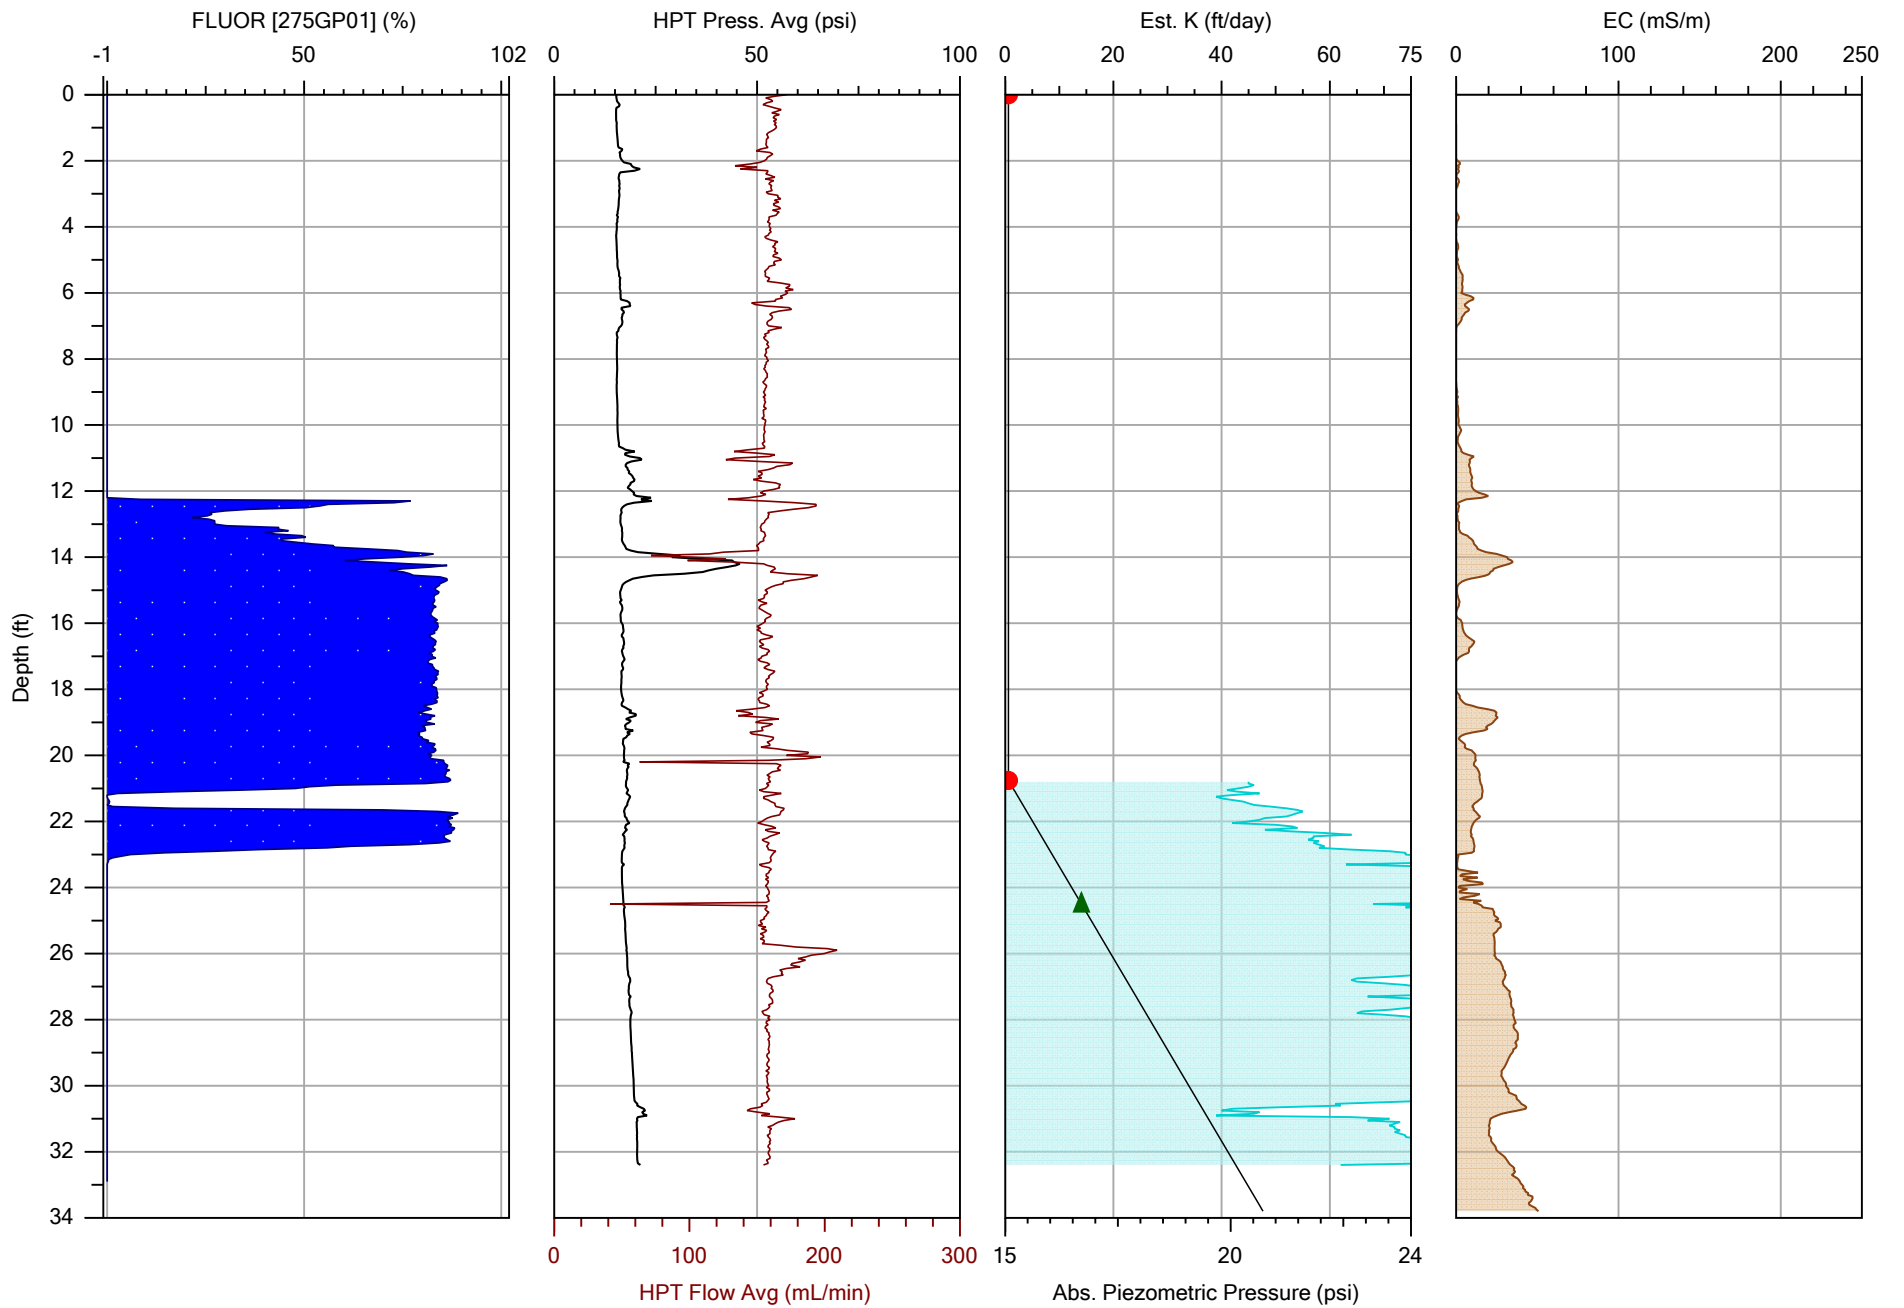 FLUOR [275GP01] (%)
HPT Press. Avg (psi)
Est. K (ft/day)
EC (mS/m)
-1 50 102
0 50 100
0 20 40 60 75
0 100 200 250
Depth (ft)
0
2
4
6
8
10
12
14
16
18
20
22
24
26
28
30
32
34
0 100 200 300
15 20 24
HPT Flow Avg (mL/min)
Abs. Piezometric Pressure (psi)